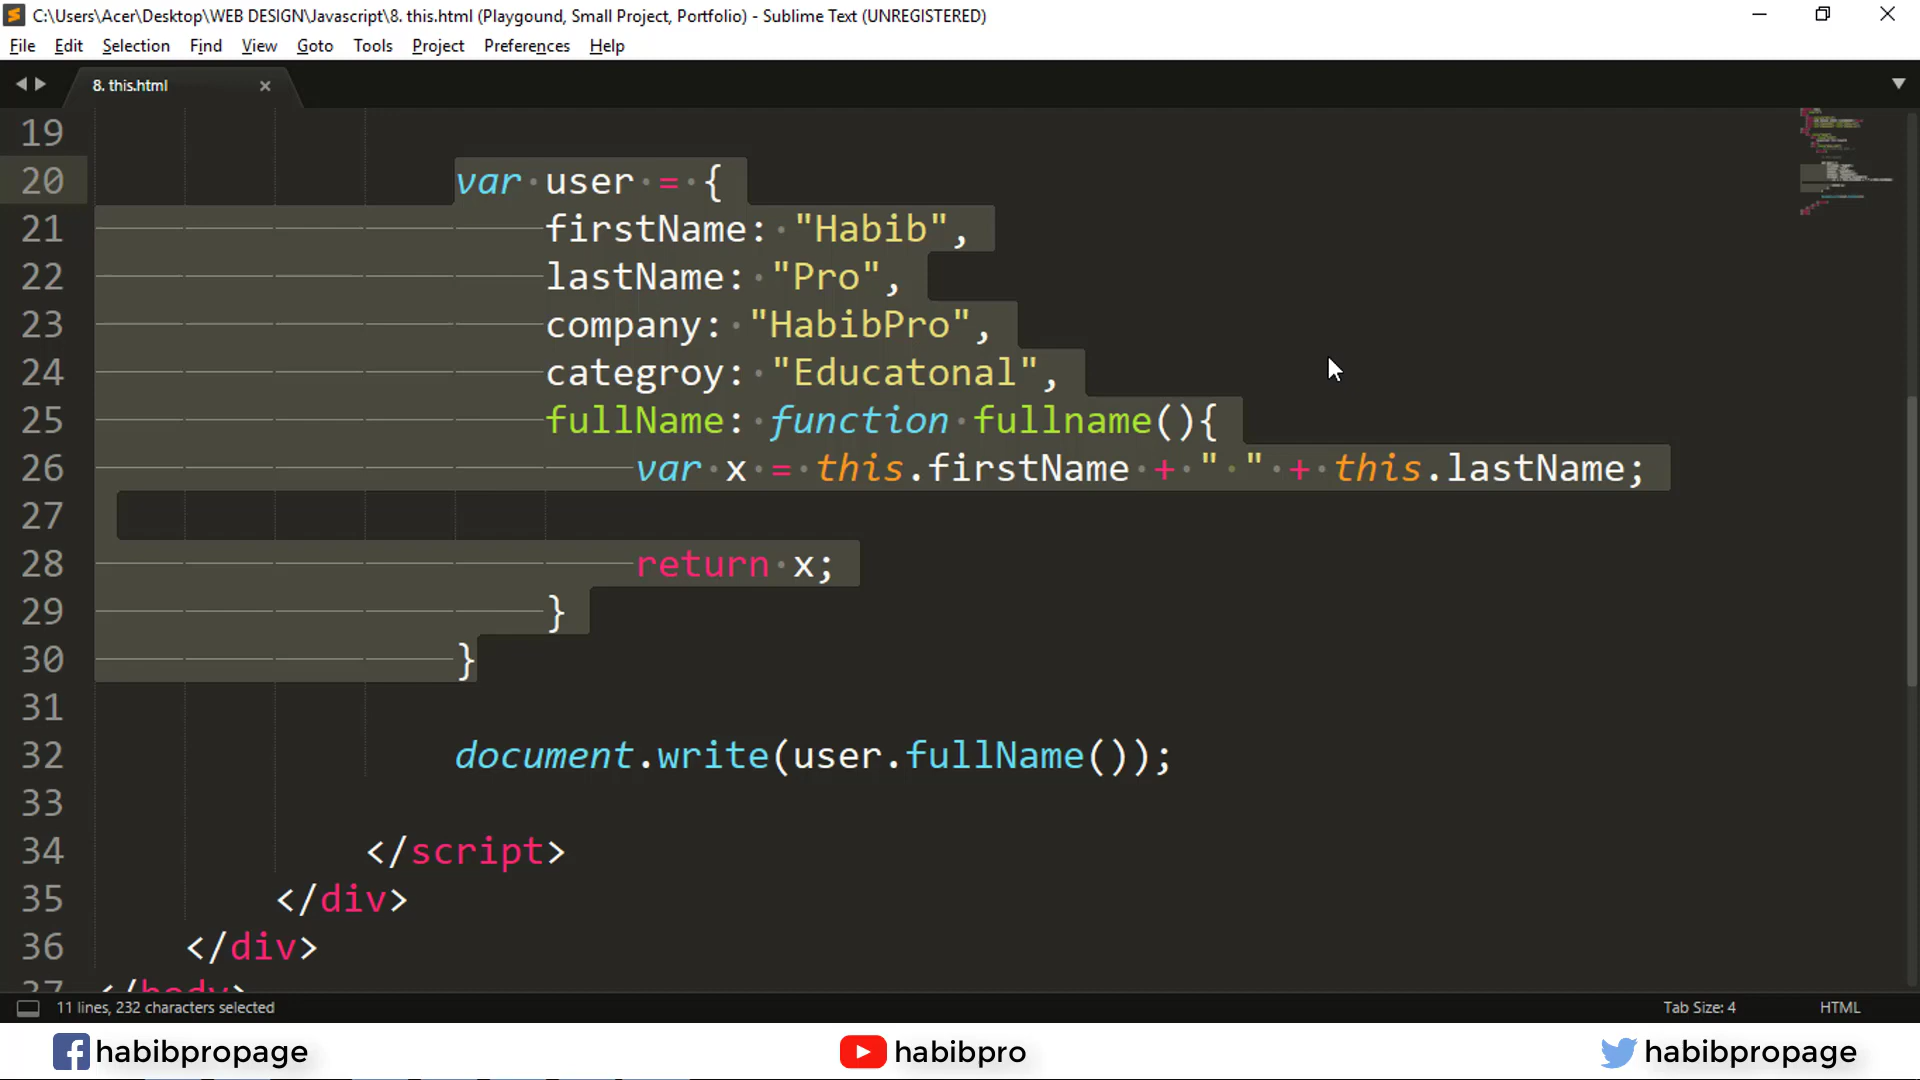 C:\Users\Acer\Desktop\WEB DESIGN\Javascript\8. this.html (Playgound, Small Project, Portfolio) - Sublime Text (UNREGISTERED)
File Edit Selection Find View Goto Tools Project Preferences Help
8. this.html
19
20 var user = {
21 firstName: "Habib",
22 lastName: "Pro",
23 company: "HabibPro",
24 categroy: "Educatonal",
25 fullName: function fullname(){
26 var x = this.firstName + " " + this.lastName;
27
28 return x;
29 }
30 }
31
32 document.write(user.fullName());
33
34 </script>
35 </div>
36 </div>
37 </body>
11 lines, 232 characters selected Tab Size: 4 HTML
habibpropage habibpro habibpropage